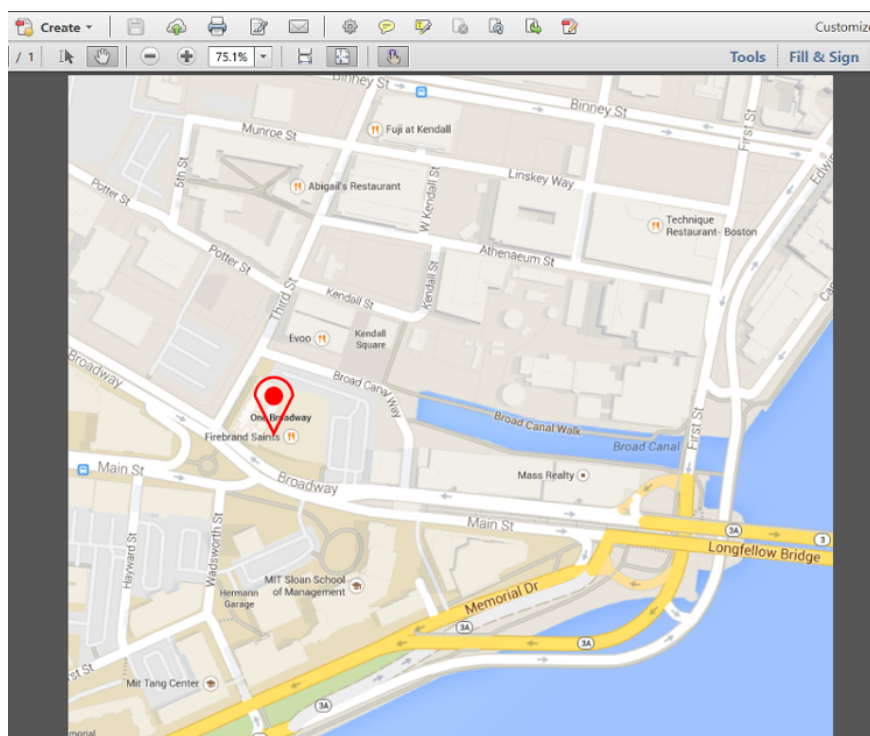 Create
Customize
/ 1
75.1%
Tools
Fill & Sign
Binney St
Binney St
First St
Munroe St
Fuji at Kendall
5th St
Linskey Way
Abigail's Restaurant
W Kendall St
Potter St
Technique
Restaurant- Boston
Athenaeum St
Potter St
Third St
Kendall St
Kendall St
Evoo
Kendall
Square
Broadway
Broad Canal Way
One Broadway
Firebrand Saints
Broad Canal Walk
First St
Broad Canal
Main St
Broadway
Mass Realty
Main St
3A
3
Longfellow Bridge
Hayward St
Wadsworth St
MIT Sloan School
of Management
Hermann
Garage
Memorial Dr
3A
3A
Mit Tang Center
3A